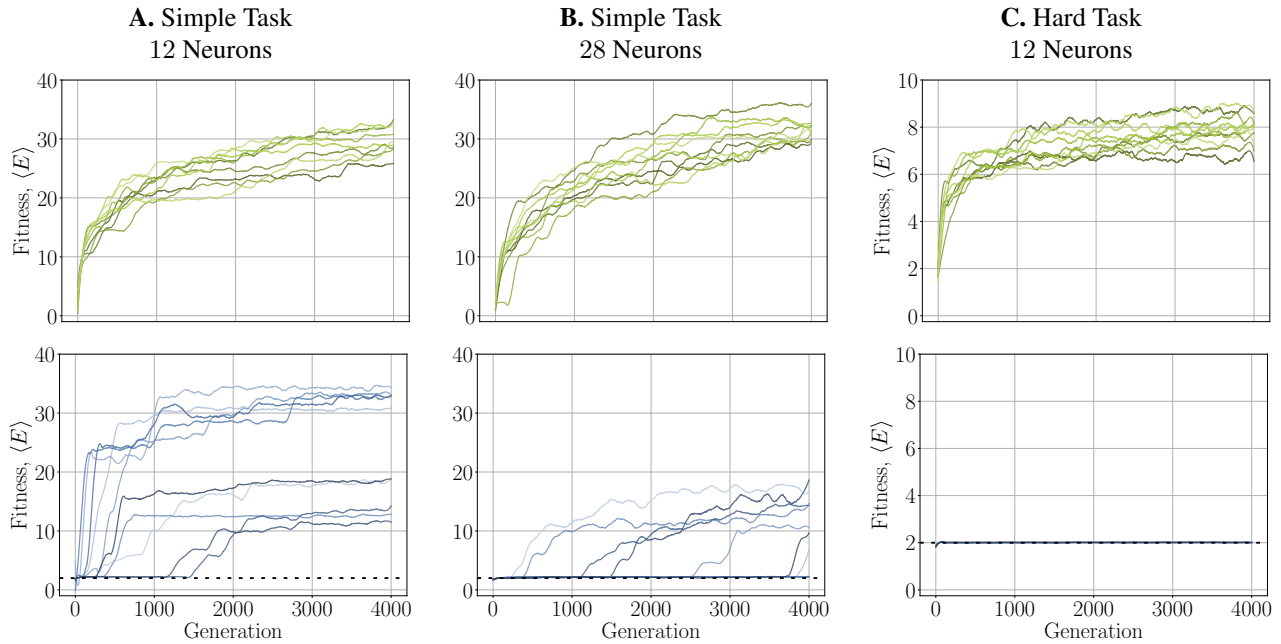 A. Simple Task
12 Neurons
B. Simple Task
28 Neurons
C. Hard Task
12 Neurons
40
30
20
10
0
Fitness, ⟨E⟩
40
30
20
10
0
Fitness, ⟨E⟩
10
8
6
4
2
0
Fitness, ⟨E⟩
40
30
20
10
0
Fitness, ⟨E⟩
0 1000 2000 3000 4000
Generation
40
30
20
10
0
Fitness, ⟨E⟩
0 1000 2000 3000 4000
Generation
10
8
6
4
2
0
Fitness, ⟨E⟩
0 1000 2000 3000 4000
Generation